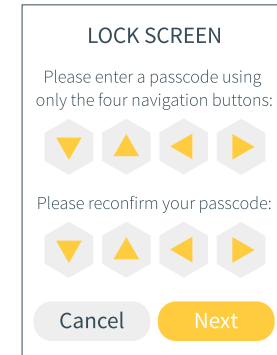 LOCK SCREEN
Please enter a passcode using
only the four navigation buttons:
Please reconfirm your passcode:
Cancel Next